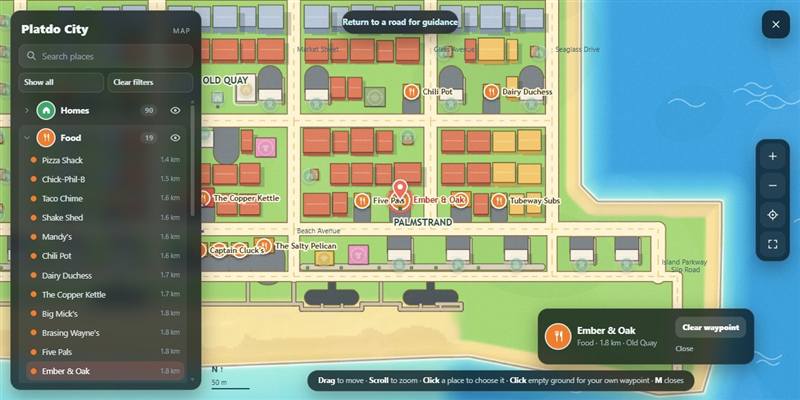 Platdo City
MAP
Search places
Show all
Clear filters
Homes
90
Food
19
Pizza Shack
1.4 km
Chick-Phil-B
1.5 km
Taco Chime
1.6 km
Shake Shed
1.6 km
Mandy's
1.6 km
Chili Pot
1.6 km
Dairy Duchess
1.7 km
The Copper Kettle
1.7 km
Big Mick's
1.8 km
Brasing Wayne's
1.8 km
Five Pals
1.8 km
Ember & Oak
1.8 km
Return to a road for guidance
Market Street
Glass Avenue
Seaglass Drive
OLD QUAY
Chili Pot
Dairy Duchess
The Copper Kettle
Five Pals
Ember & Oak
Tubeway Subs
PALMSTRAND
Beach Avenue
Captain Cluck's
The Salty Pelican
Island Parkway
Slip Road
Ember & Oak
Food · 1.8 km · Old Quay
Clear waypoint
Close
N ↑
50 m
Drag to move · Scroll to zoom · Click a place to choose it · Click empty ground for your own waypoint · M closes